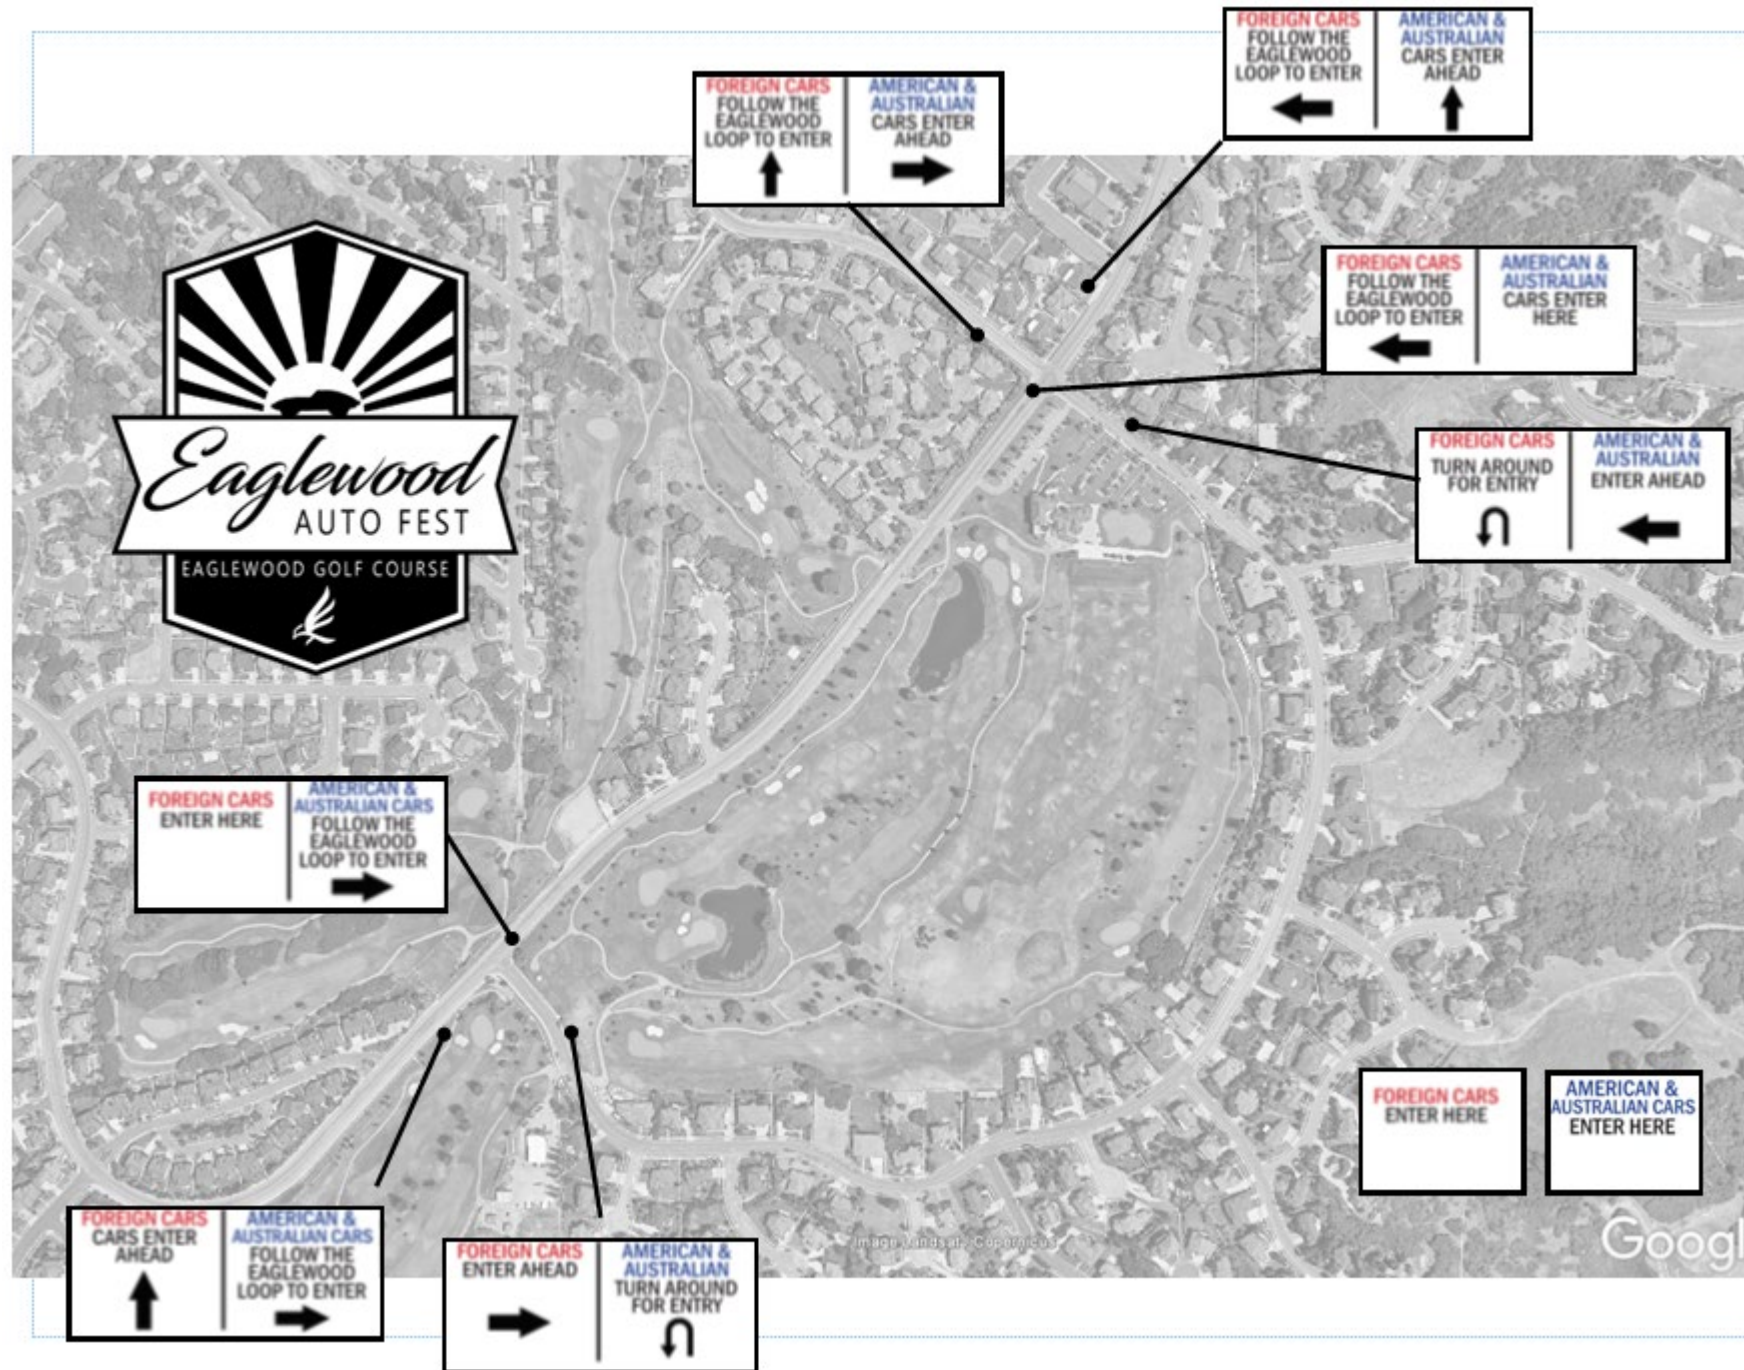 FOREIGN CARS
FOLLOW THE
EAGLEWOOD
LOOP TO ENTER
AMERICAN &
AUSTRALIAN
CARS ENTER
AHEAD
FOREIGN CARS
FOLLOW THE
EAGLEWOOD
LOOP TO ENTER
AMERICAN &
AUSTRALIAN
CARS ENTER
AHEAD
FOREIGN CARS
FOLLOW THE
EAGLEWOOD
LOOP TO ENTER
AMERICAN &
AUSTRALIAN
CARS ENTER
HERE
Eaglewood
AUTO FEST
EAGLEWOOD GOLF COURSE
FOREIGN CARS
TURN AROUND
FOR ENTRY
AMERICAN &
AUSTRALIAN
ENTER AHEAD
FOREIGN CARS
ENTER HERE
AMERICAN &
AUSTRALIAN CARS
FOLLOW THE
EAGLEWOOD
LOOP TO ENTER
FOREIGN CARS
ENTER HERE
AMERICAN &
AUSTRALIAN CARS
ENTER HERE
FOREIGN CARS
CARS ENTER
AHEAD
AMERICAN &
AUSTRALIAN CARS
FOLLOW THE
EAGLEWOOD
LOOP TO ENTER
FOREIGN CARS
ENTER AHEAD
AMERICAN &
AUSTRALIAN
TURN AROUND
FOR ENTRY
Image Landsat / Copernicus
Googl